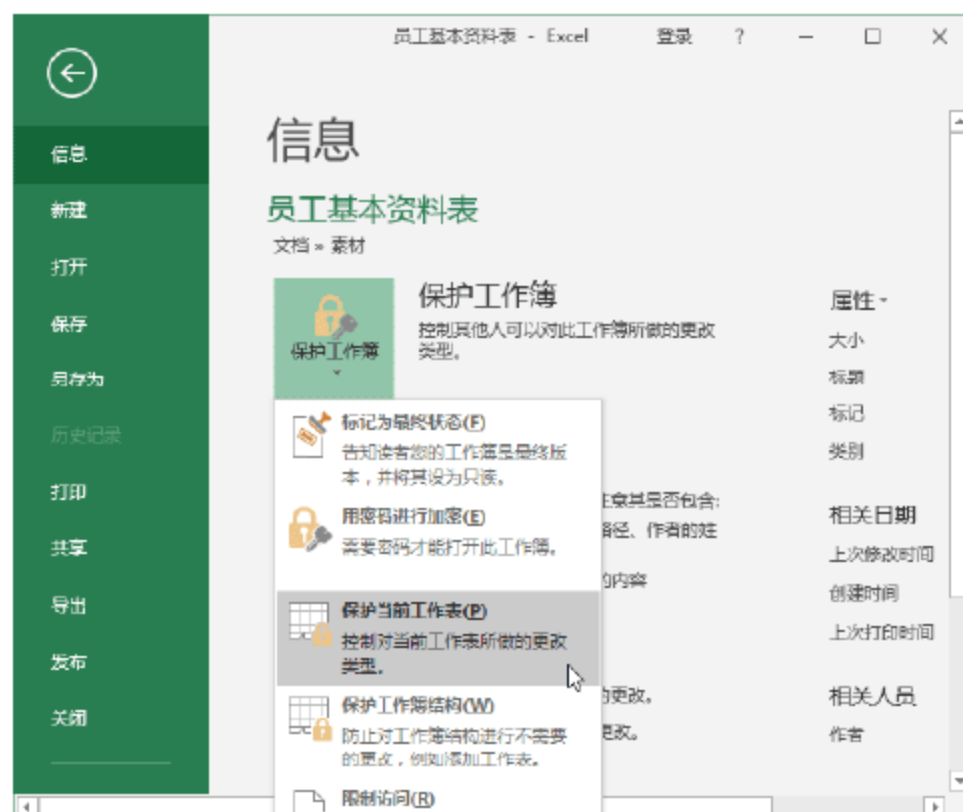 员工基本资料表 - Excel
登录
?
信息
新建
打开
保存
另存为
历史记录
打印
共享
导出
发布
关闭
信息
员工基本资料表
文档 » 素材
保护工作簿
保护工作簿
控制其他人可以对此工作簿所做的更改
类型。
标记为最终状态(F)
告知读者您的工作簿是最终版
本，并将其设为只读。
用密码进行加密(E)
需要密码才能打开此工作簿。
保护当前工作表(P)
控制对当前工作表所做的更改
类型。
保护工作簿结构(W)
防止对工作簿结构进行不需要
的更改，例如添加工作表。
限制访问(R)
注意其是否包含:
路径、作者的姓
的内容
的更改。
更改。
属性
大小
标题
标记
类别
相关日期
上次修改时间
创建时间
上次打印时间
相关人员
作者